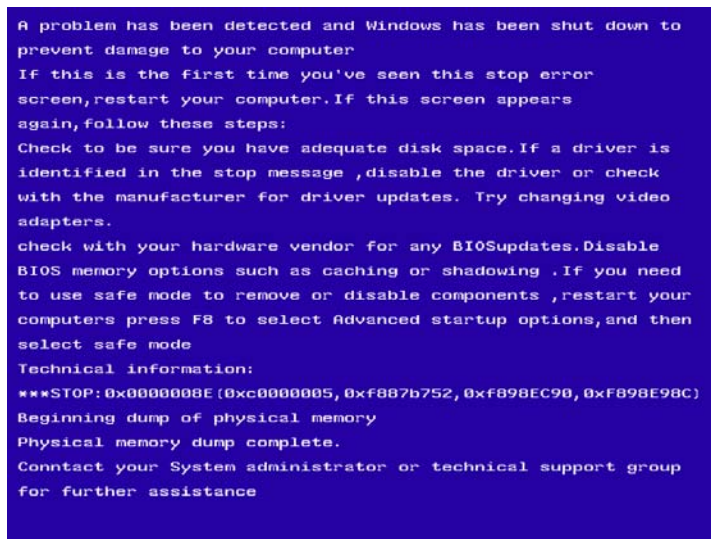 A problem has been detected and Windows has been shut down to
prevent damage to your computer
If this is the first time you've seen this stop error
screen,restart your computer.If this screen appears
again,follow these steps:
Check to be sure you have adequate disk space.If a driver is
identified in the stop message ,disable the driver or check
with the manufacturer for driver updates. Try changing video
adapters.
check with your hardware vendor for any BIOSupdates.Disable
BIOS memory options such as caching or shadowing .If you need
to use safe mode to remove or disable components ,restart your
computers press F8 to select Advanced startup options,and then
select safe mode
Technical information:
***STOP:0x0000008E(0xc0000005,0xf887b752,0xf898EC90,0xF898E98C)
Beginning dump of physical memory
Physical memory dump complete.
Conntact your System administrator or technical support group
for further assistance